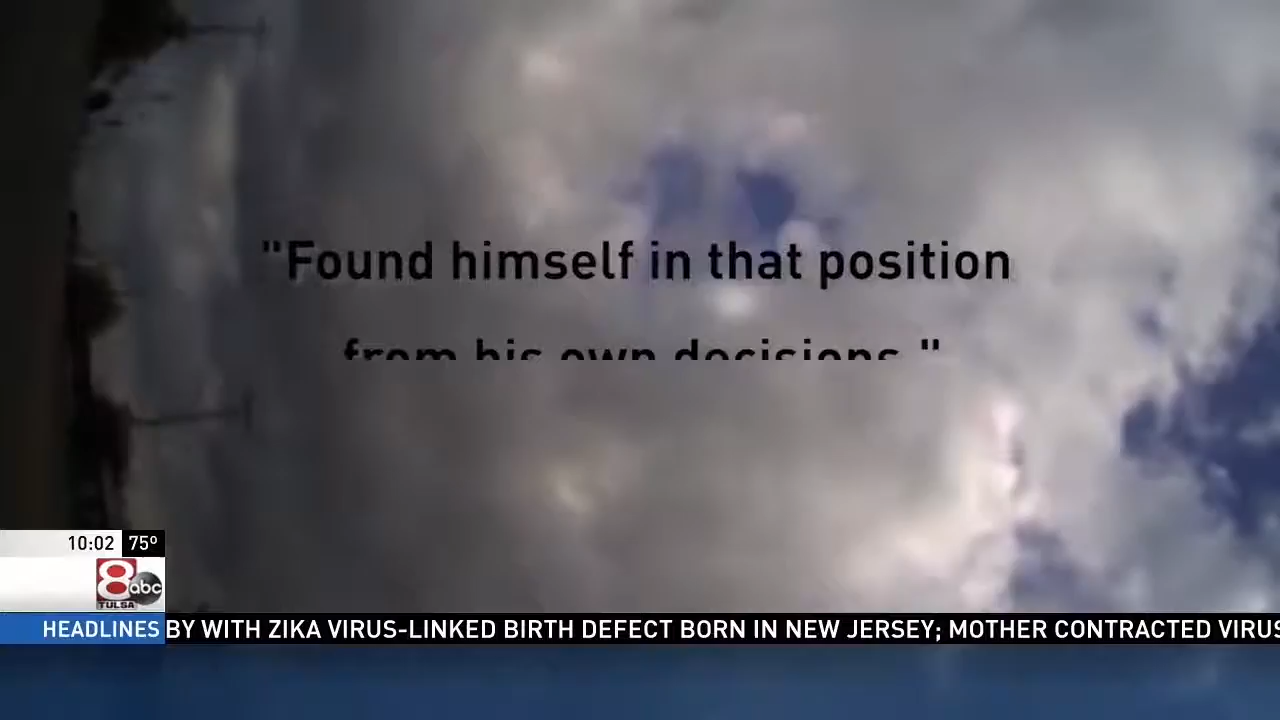 "Found himself in that position
from his own decisions."
10:02 75°
8 abc
TULSA
HEADLINES BY WITH ZIKA VIRUS-LINKED BIRTH DEFECT BORN IN NEW JERSEY; MOTHER CONTRACTED VIRUS